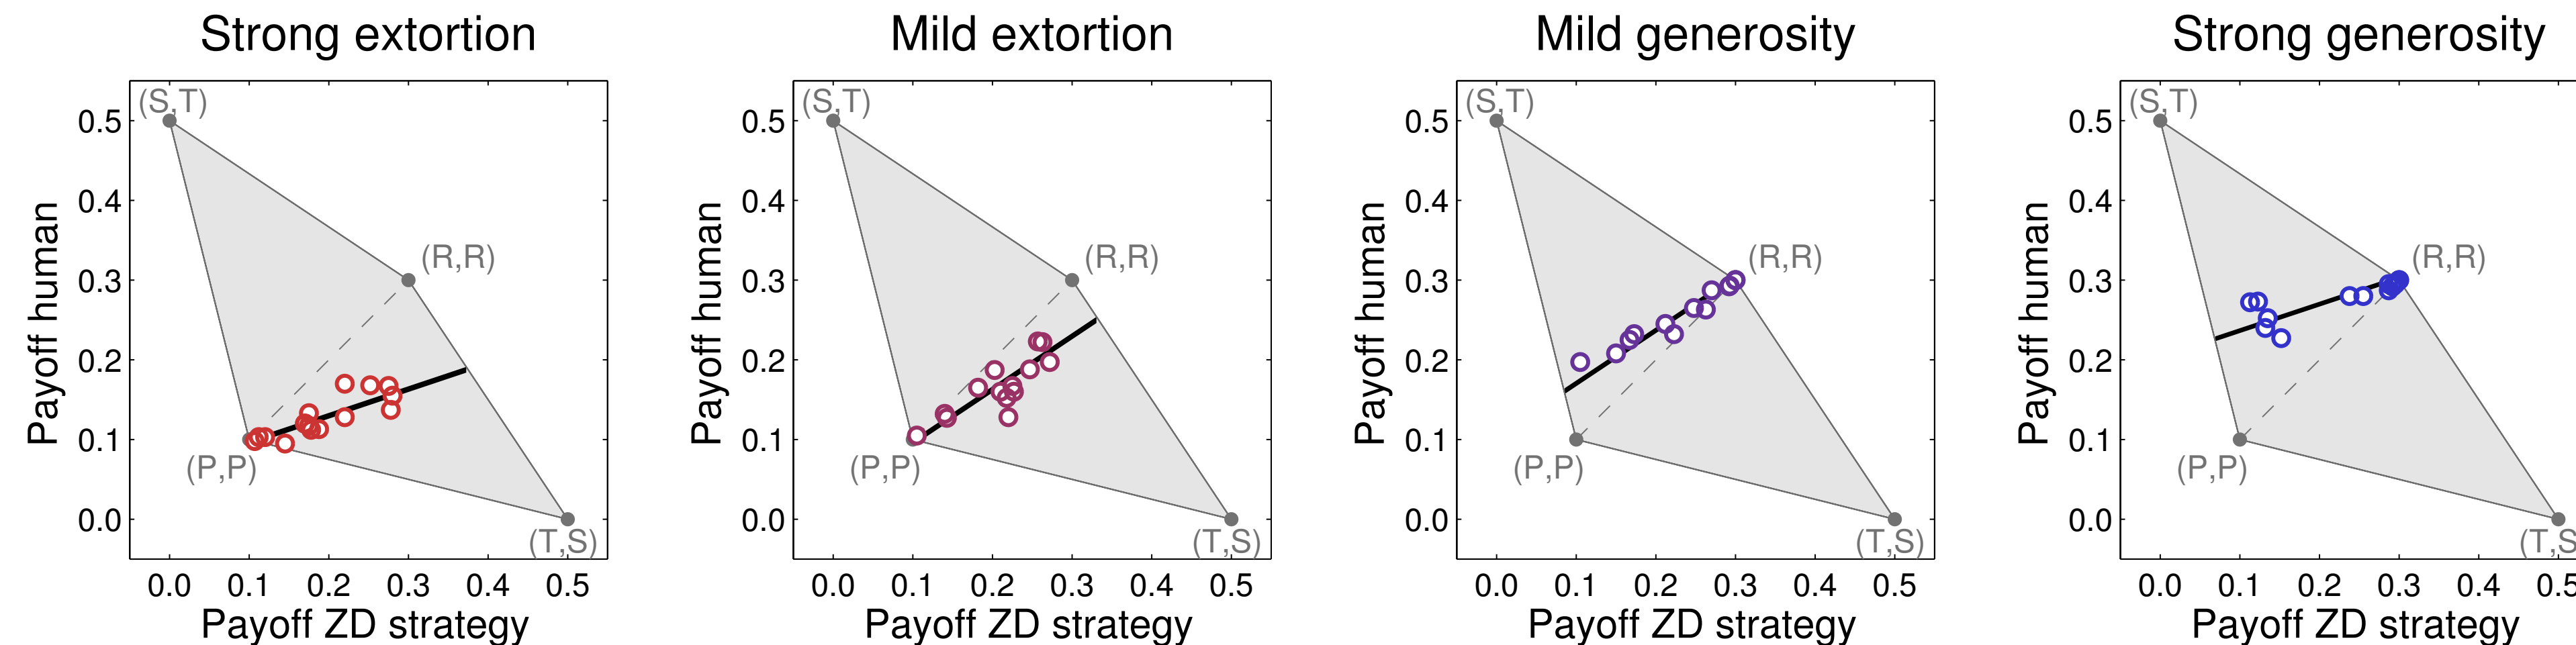 Strong extortion
Payoff human
0.5
0.4
0.3
0.2
0.1
0.0
(S,T)
(R,R)
(P,P)
(T,S)
0.0 0.1 0.2 0.3 0.4 0.5
Payoff ZD strategy
Mild extortion
Payoff human
0.5
0.4
0.3
0.2
0.1
0.0
(S,T)
(R,R)
(P,P)
(T,S)
0.0 0.1 0.2 0.3 0.4 0.5
Payoff ZD strategy
Mild generosity
Payoff human
0.5
0.4
0.3
0.2
0.1
0.0
(S,T)
(R,R)
(P,P)
(T,S)
0.0 0.1 0.2 0.3 0.4 0.5
Payoff ZD strategy
Strong generosity
Payoff human
0.5
0.4
0.3
0.2
0.1
0.0
(S,T)
(R,R)
(P,P)
(T,S
0.0 0.1 0.2 0.3 0.4 0.5
Payoff ZD strategy